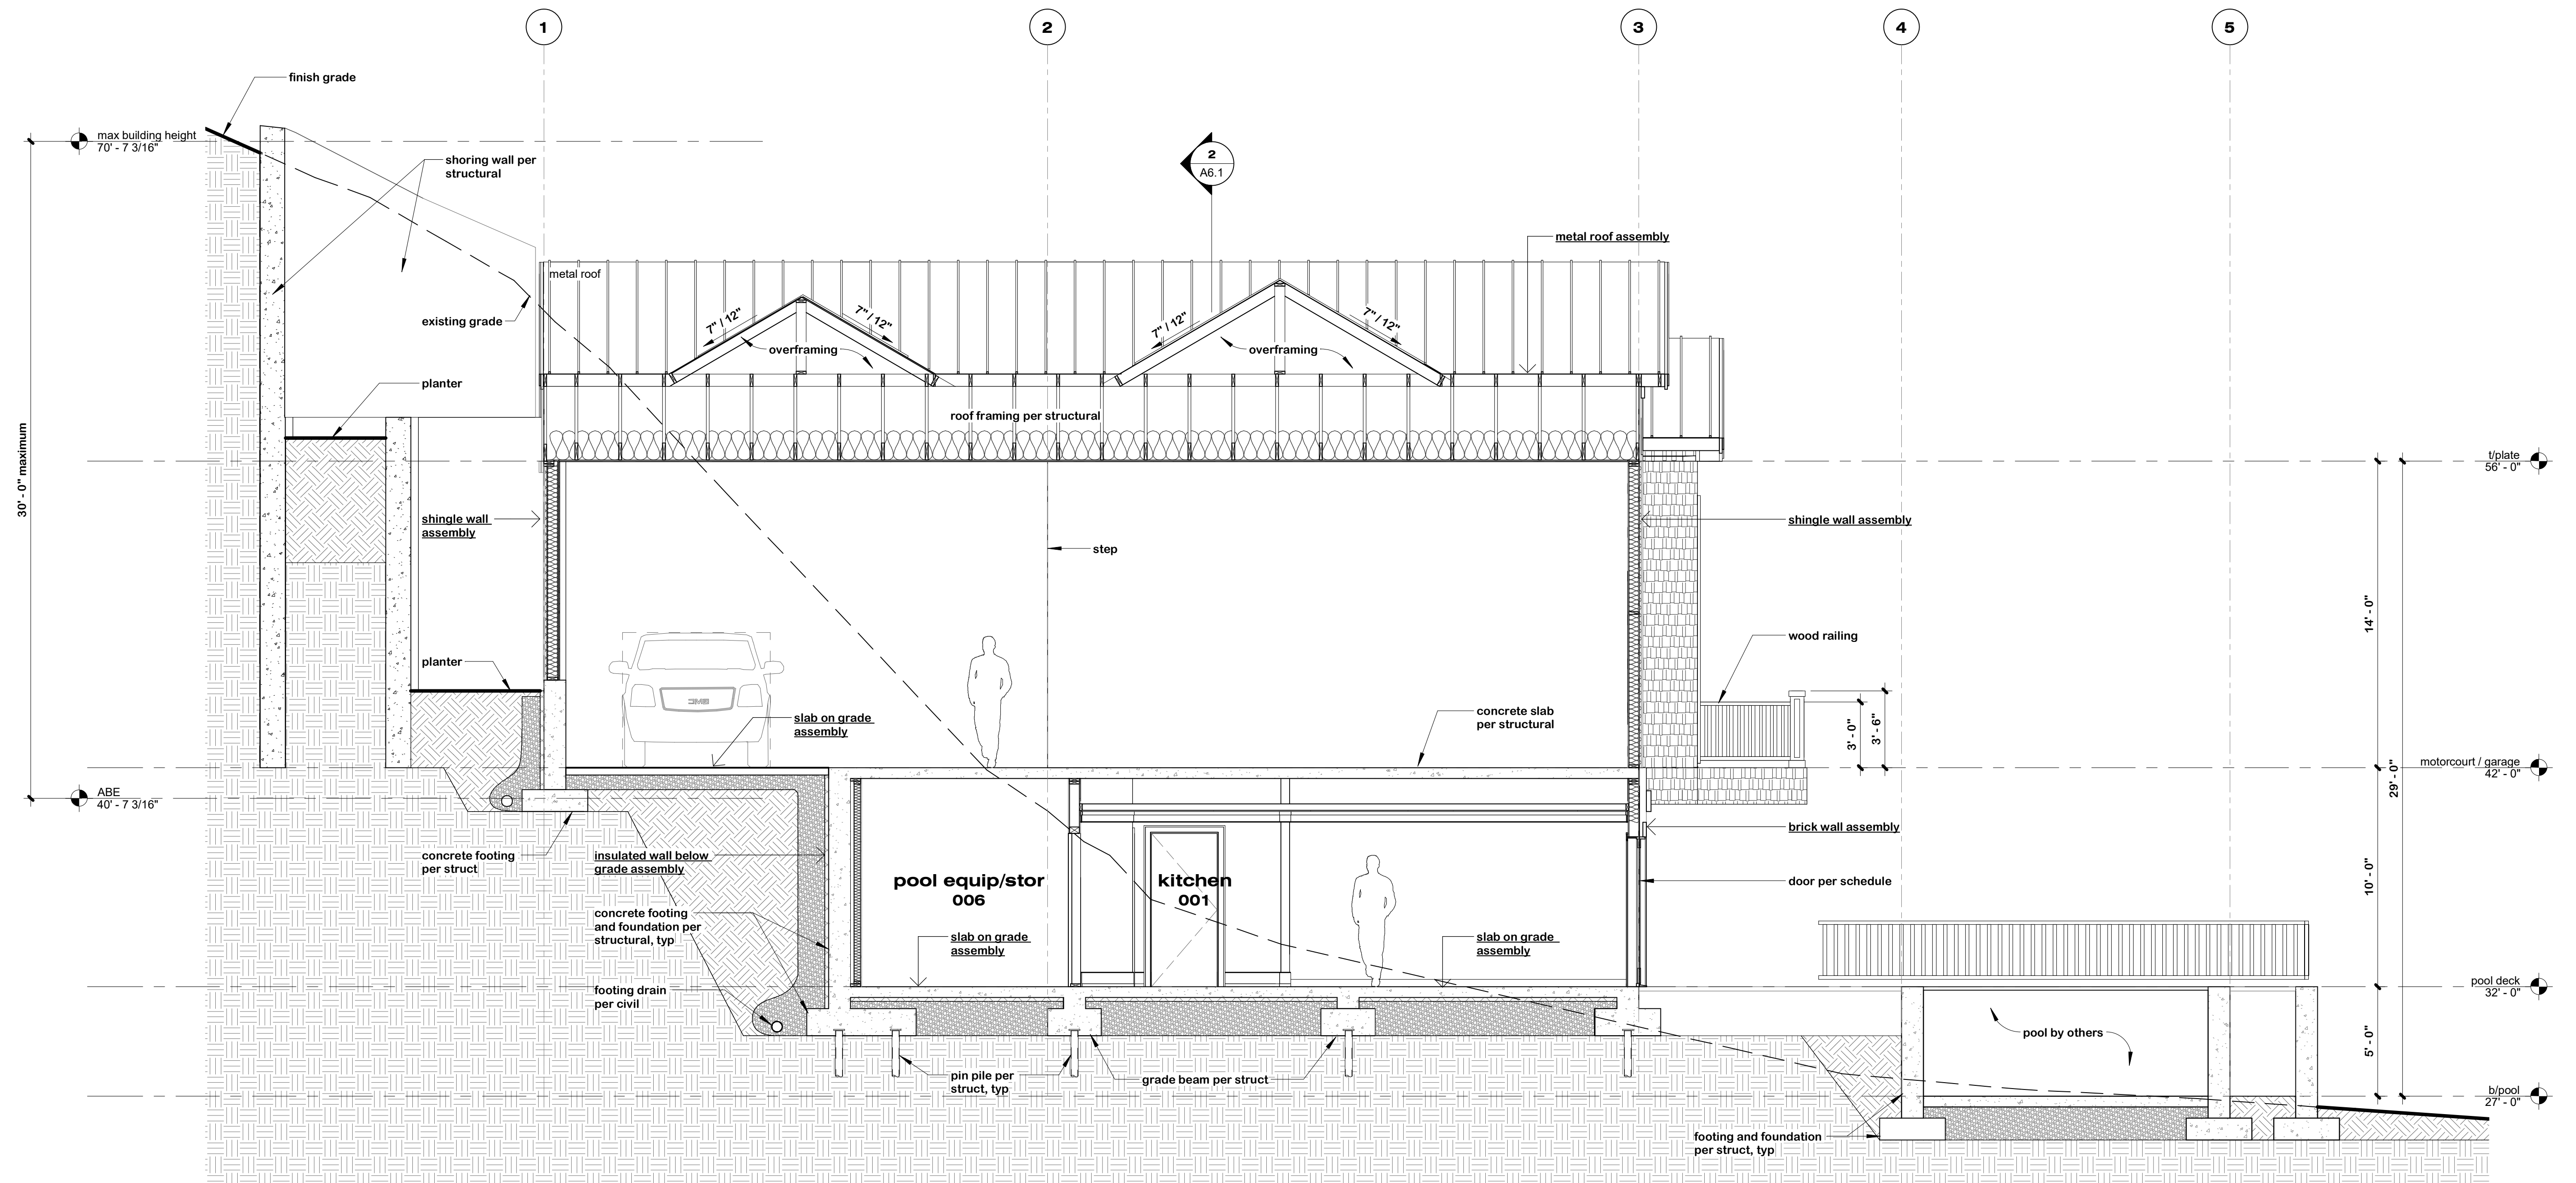 1
2
3
4
5
finish grade
max building height
70' - 7 3/16"
shoring wall per
structural
2
A6.1
metal roof assembly
metal roof
existing grade
7" / 12"
7" / 12"
7" / 12"
7" / 12"
overframing
overframing
planter
roof framing per structural
30' - 0" maximum
t/plate
56' - 0"
shingle wall
assembly
shingle wall assembly
step
14' - 0"
wood railing
planter
GMC
slab on grade
assembly
concrete slab
per structural
3' - 0"
3' - 6"
motorcourt / garage
42' - 0"
29' - 0"
ABE
40' - 7 3/16"
brick wall assembly
concrete footing
per struct
insulated wall below
grade assembly
pool equip/stor
006
kitchen
001
door per schedule
10' - 0"
concrete footing
and foundation per
structural, typ
slab on grade
assembly
slab on grade
assembly
footing drain
per civil
pool deck
32' - 0"
pool by others
5' - 0"
pin pile per
struct, typ
grade beam per struct
b/pool
27' - 0"
footing and foundation
per struct, typ